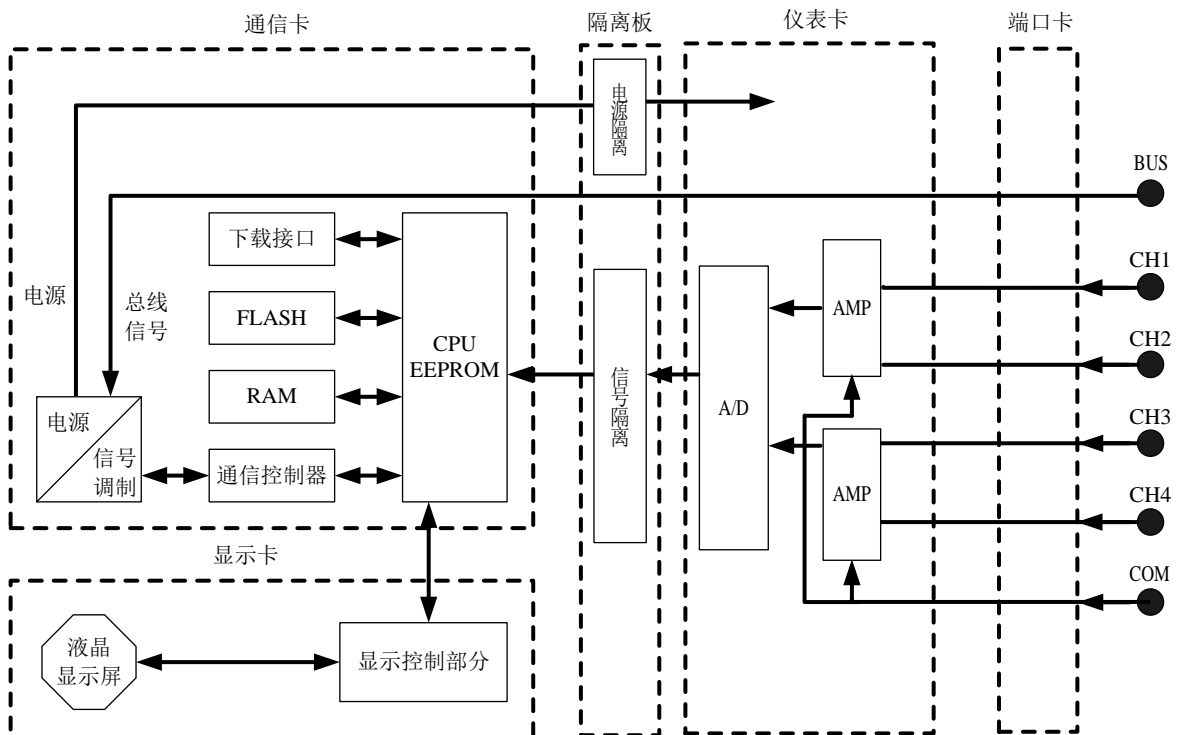 通信卡
隔离板
仪表卡
端口卡
电源隔离
BUS
下载接口
CH1
电源
总线
信号
FLASH
CPU
EEPROM
AMP
CH2
RAM
信号隔离
A/D
CH3
电源
信号
调制
通信控制器
AMP
CH4
显示卡
COM
液晶
显示屏
显示控制部分